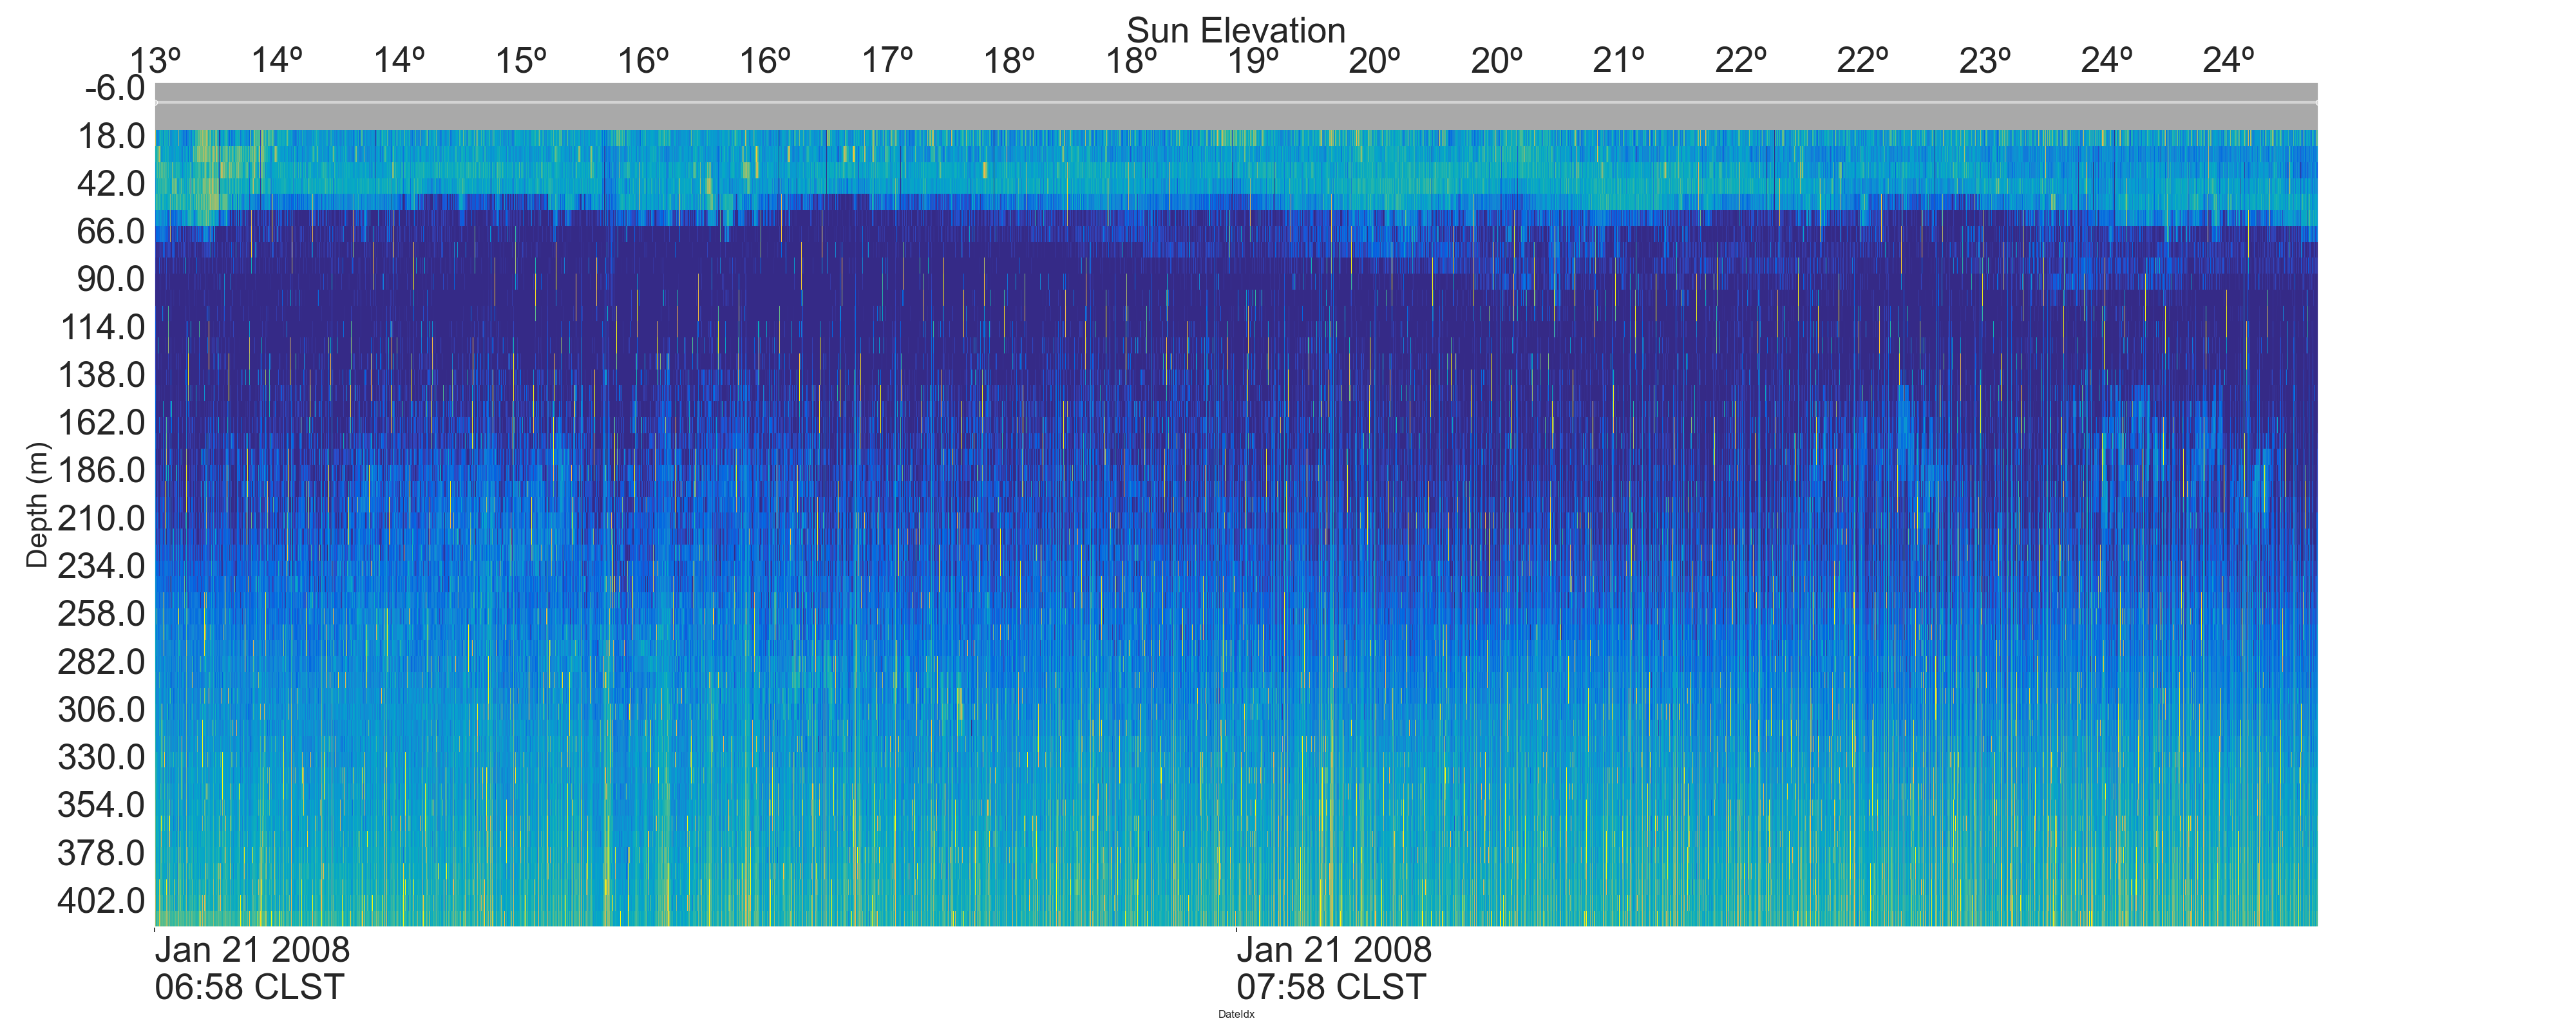 Sun Elevation
13º 14º 14º 15º 16º 16º 17º 18º 18º 19º 20º 20º 21º 22º 22º 23º 24º 24º
-6.0
18.0
42.0
66.0
90.0
114.0
138.0
162.0
186.0
210.0
234.0
258.0
282.0
306.0
330.0
354.0
378.0
402.0
Depth (m)
Jan 21 2008
06:58 CLST
Jan 21 2008
07:58 CLST
DateIdx